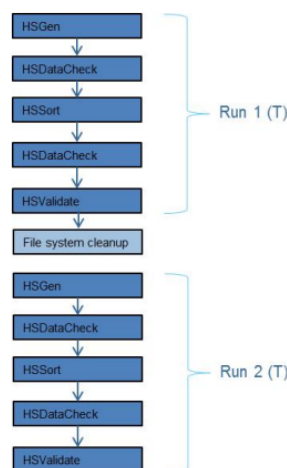 HSGen
HSDataCheck
HSSort
HSDataCheck
HSValidate
Run 1 (T)
File system cleanup
HSGen
HSDataCheck
HSSort
HSDataCheck
HSValidate
Run 2 (T)